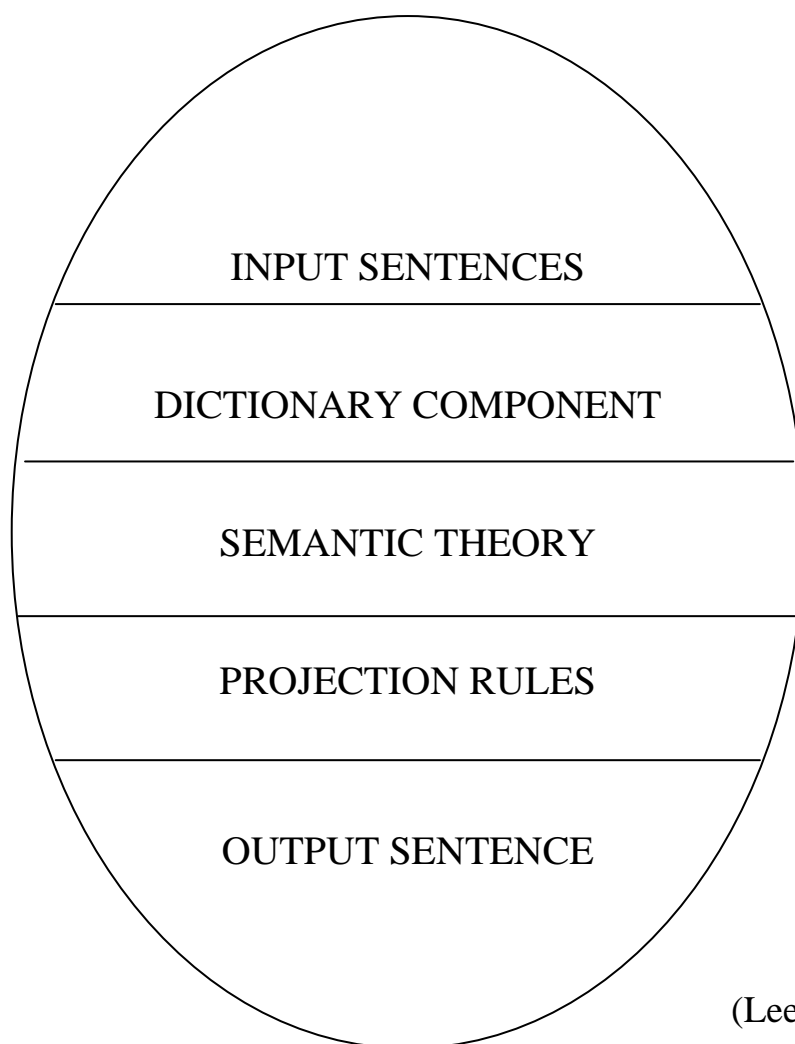 INPUT SENTENCES
DICTIONARY COMPONENT
SEMANTIC THEORY
PROJECTION RULES
OUTPUT SENTENCE
(Lee